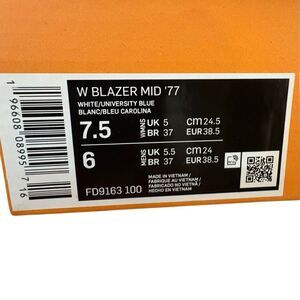 W BLAZER MID '77
WHITE/UNIVERSITY BLUE
BLANC/BLEU CAROLINA
7.5 WMNS UK 5 CM 24.5
BR 37 EUR 38.5
6 MENS UK 5.5 CM 24
BR 37 EUR 38.5
FD9163 100
MADE IN VIETNAM /
FABRIQUE AU VIETNAM /
FABRICADO NO VIETNÃ /
HECHO EN VIETNAM
1 96608 08995 7 16